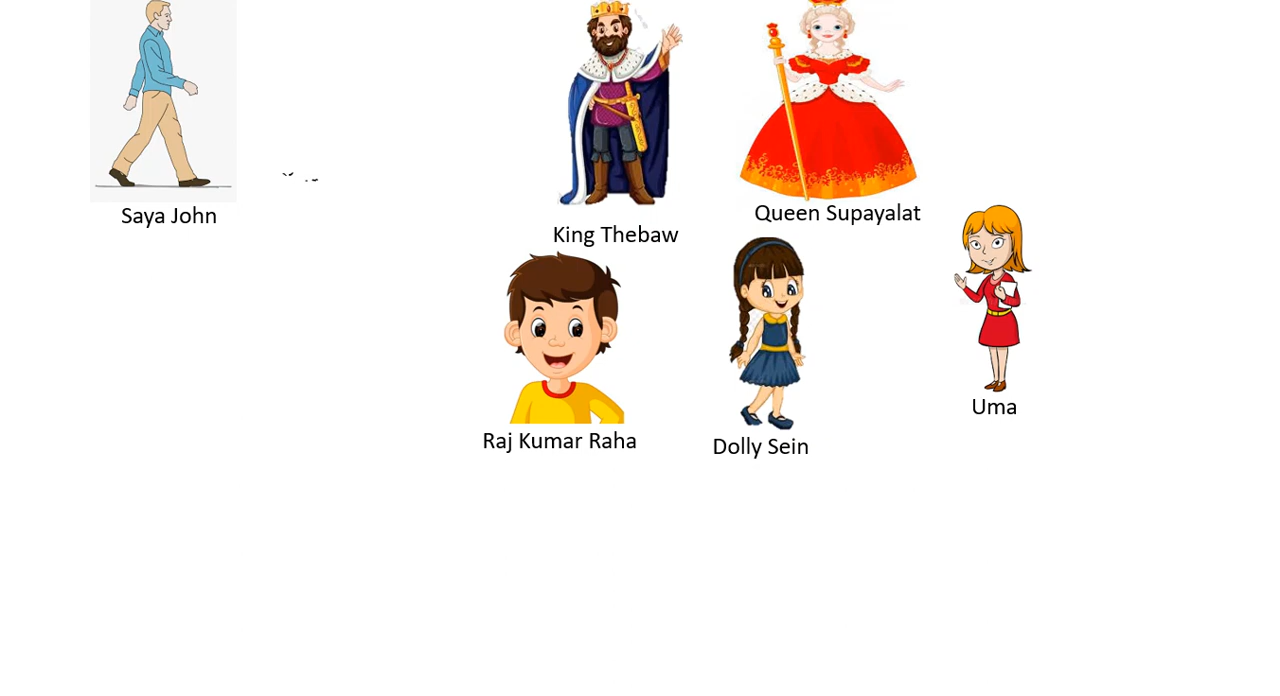 Saya John
King Thebaw
Queen Supayalat
Raj Kumar Raha
Dolly Sein
Uma